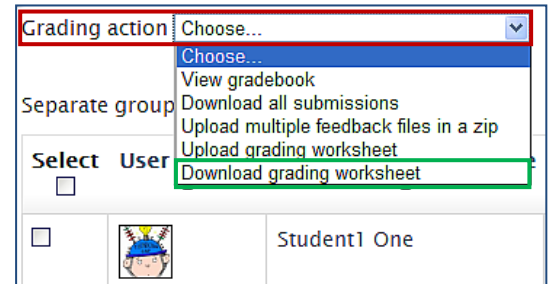 Grading action Choose...
Choose...
View gradebook
Download all submissions
Separate group
Upload multiple feedback files in a zip
Upload grading worksheet
Download grading worksheet
Select User
Student1 One